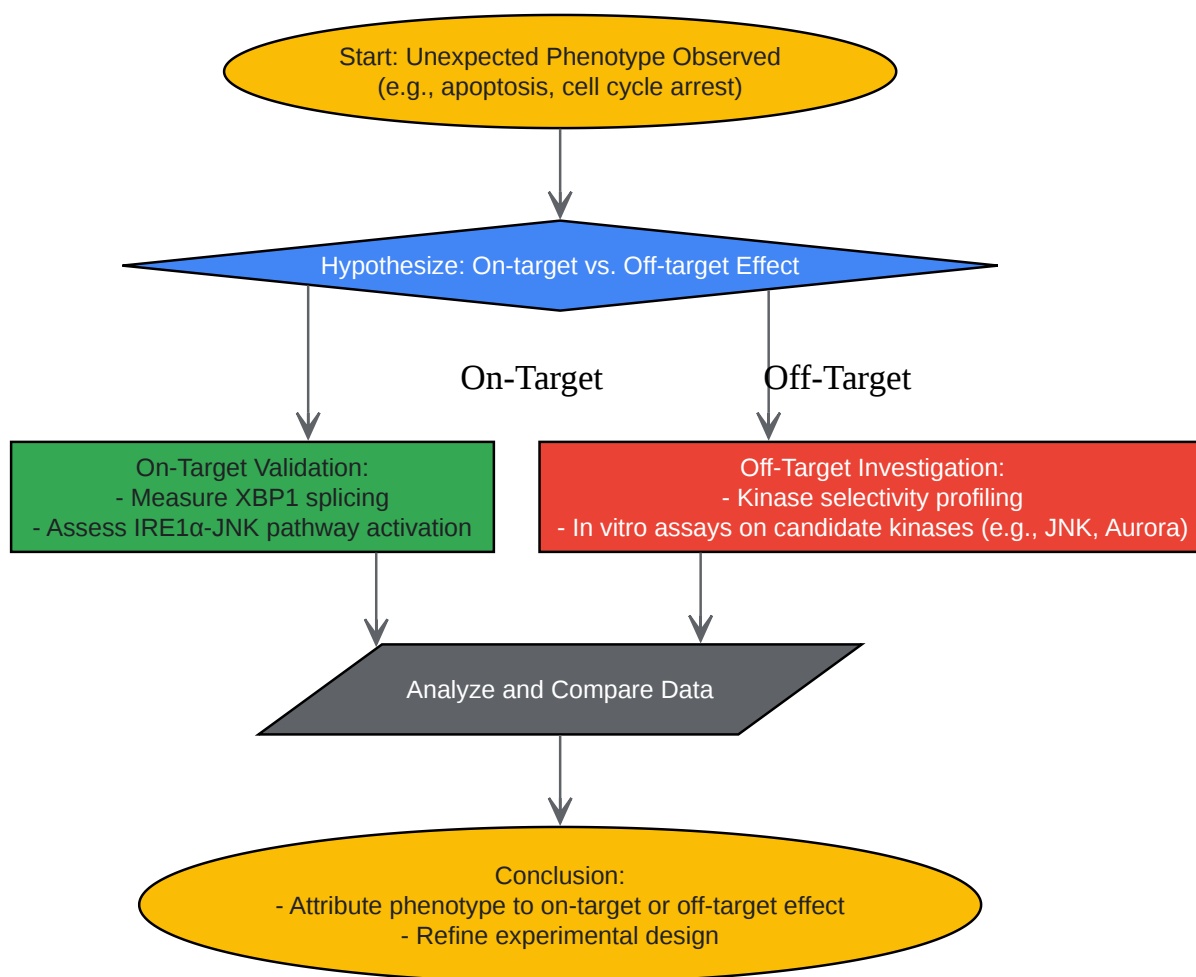 Start: Unexpected Phenotype Observed
(e.g., apoptosis, cell cycle arrest)
Hypothesize: On-target vs. Off-target Effect
On-Target
Off-Target
On-Target Validation:
- Measure XBP1 splicing
- Assess IRE1α-JNK pathway activation
Off-Target Investigation:
- Kinase selectivity profiling
- In vitro assays on candidate kinases (e.g., JNK, Aurora)
Analyze and Compare Data
Conclusion:
- Attribute phenotype to on-target or off-target effect
- Refine experimental design